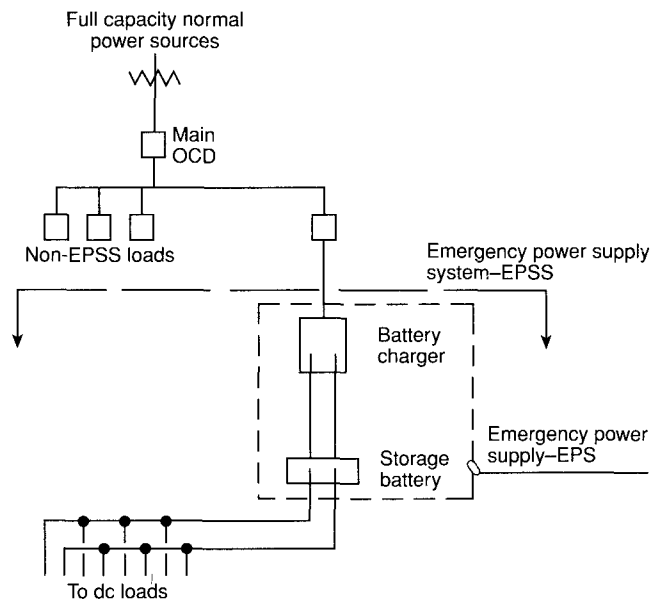 Full capacity normal
power sources
Main
OCD
Non-EPSS loads
Emergency power supply
system–EPSS
Battery
charger
Emergency power
supply–EPS
Storage
battery
To dc loads